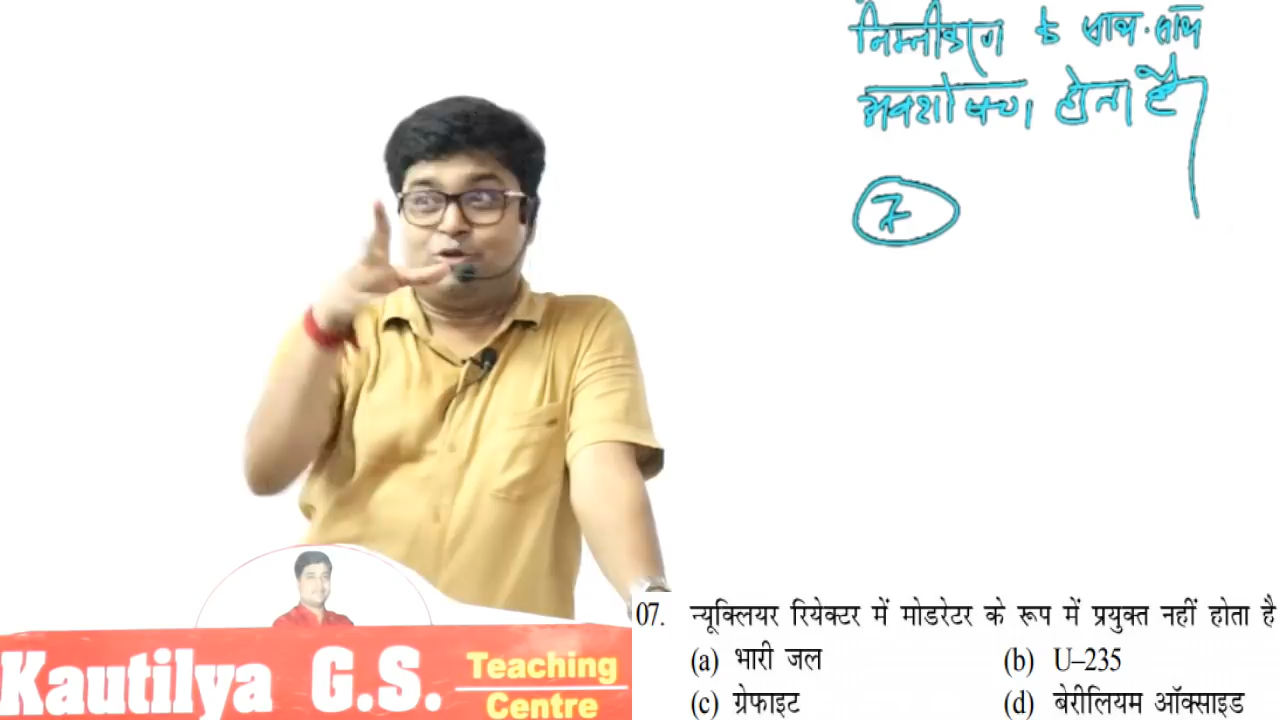 निम्नीकरण के साथ-साथ
अवशोषण होता है
7
07. न्यूक्लियर रियेक्टर में मोडरेटर के रूप में प्रयुक्त नहीं होता है
(a) भारी जल (b) U–235
(c) ग्रेफाइट (d) बेरीलियम ऑक्साइड
Kautilya G.S. Teaching Centre